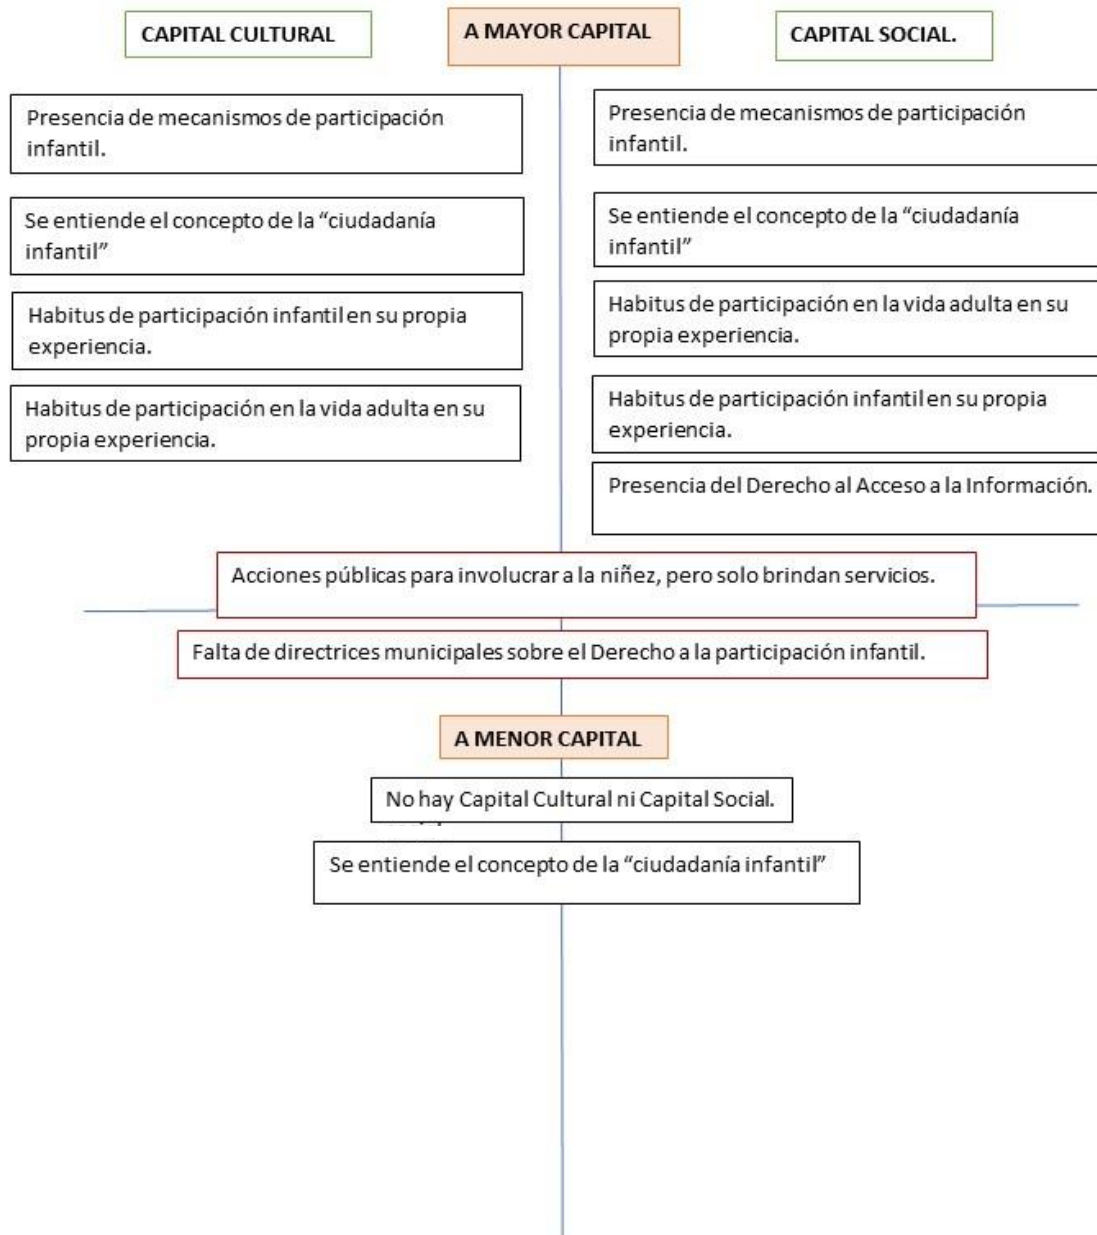 CAPITAL CULTURAL
A MAYOR CAPITAL
CAPITAL SOCIAL.
Presencia de mecanismos de participación
infantil.
Se entiende el concepto de la “ciudadanía
infantil”
Habitus de participación infantil en su propia
experiencia.
Habitus de participación en la vida adulta en su
propia experiencia.
Presencia de mecanismos de participación
infantil.
Se entiende el concepto de la “ciudadanía
infantil”
Habitus de participación en la vida adulta en su
propia experiencia.
Habitus de participación infantil en su propia
experiencia.
Presencia del Derecho al Acceso a la Información.
Acciones públicas para involucrar a la niñez, pero solo brindan servicios.
Falta de directrices municipales sobre el Derecho a la participación infantil.
A MENOR CAPITAL
No hay Capital Cultural ni Capital Social.
Se entiende el concepto de la “ciudadanía infantil”